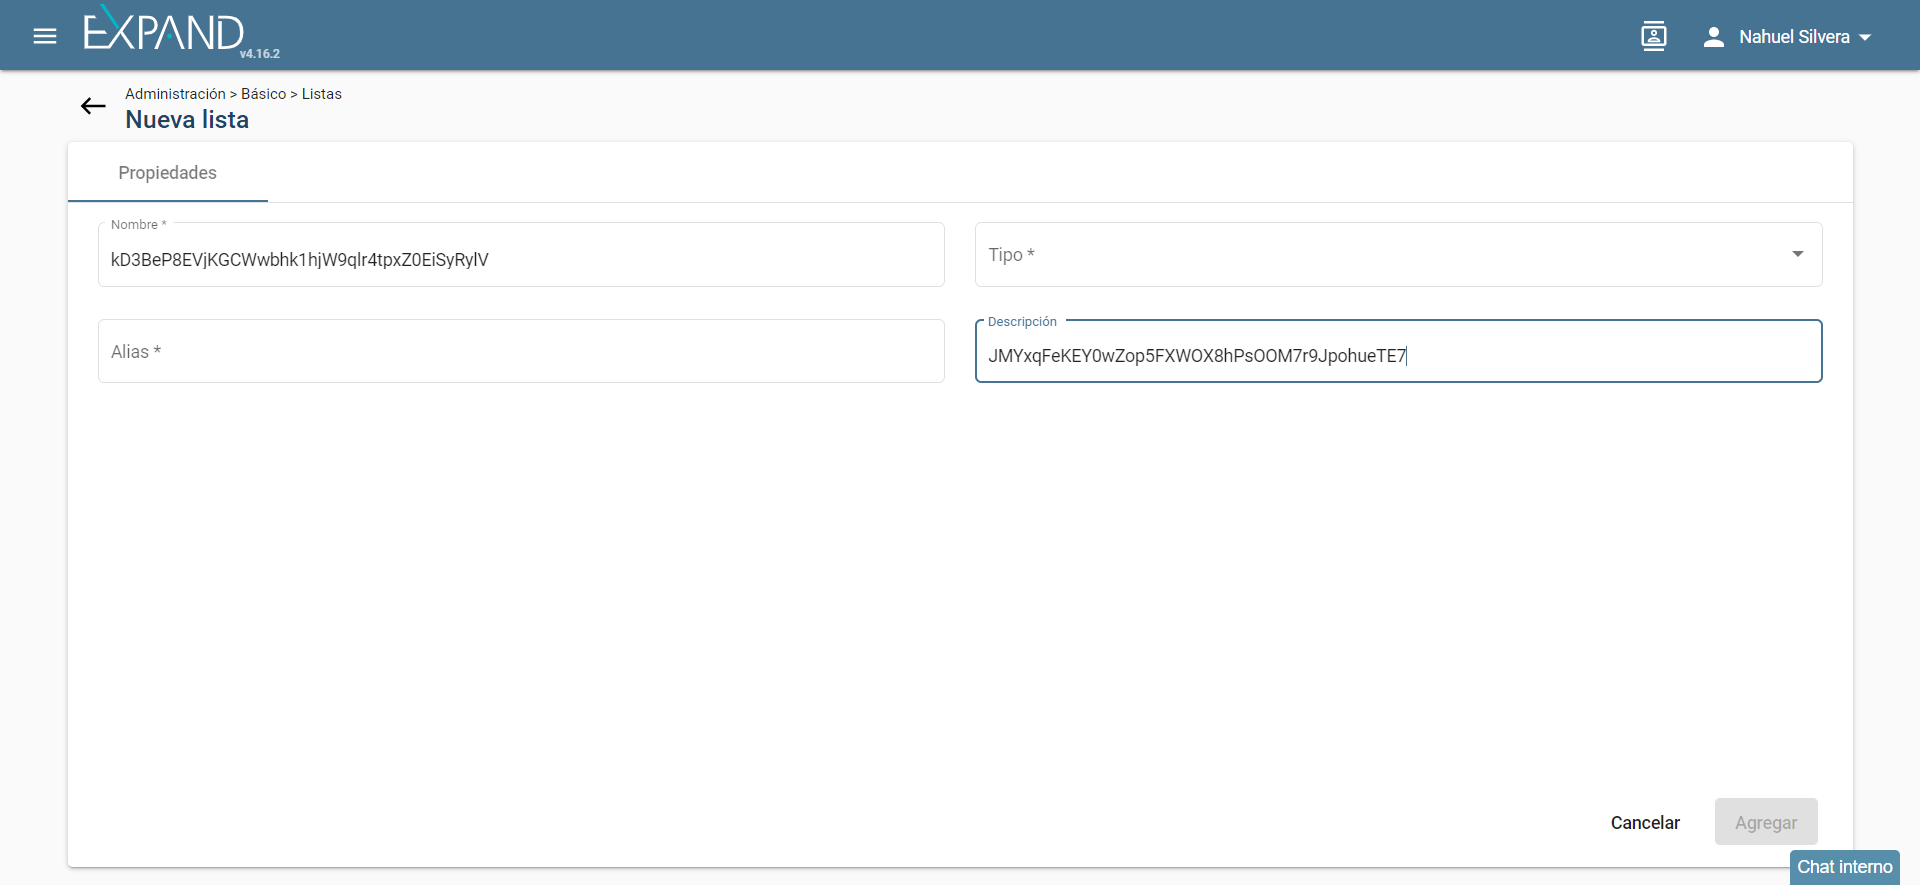 EXPAND
v4.16.2
Nahuel Silvera
Administración > Básico > Listas
Nueva lista
Propiedades
Nombre *
kD3BeP8EVjKGCWwbhk1hjW9qlr4tpxZ0EiSyRylV
Tipo *
Alias *
Descripción
JMYxqFeKEY0wZop5FXWOX8hPsOOM7r9JpohueTE7
Cancelar
Agregar
Chat interno